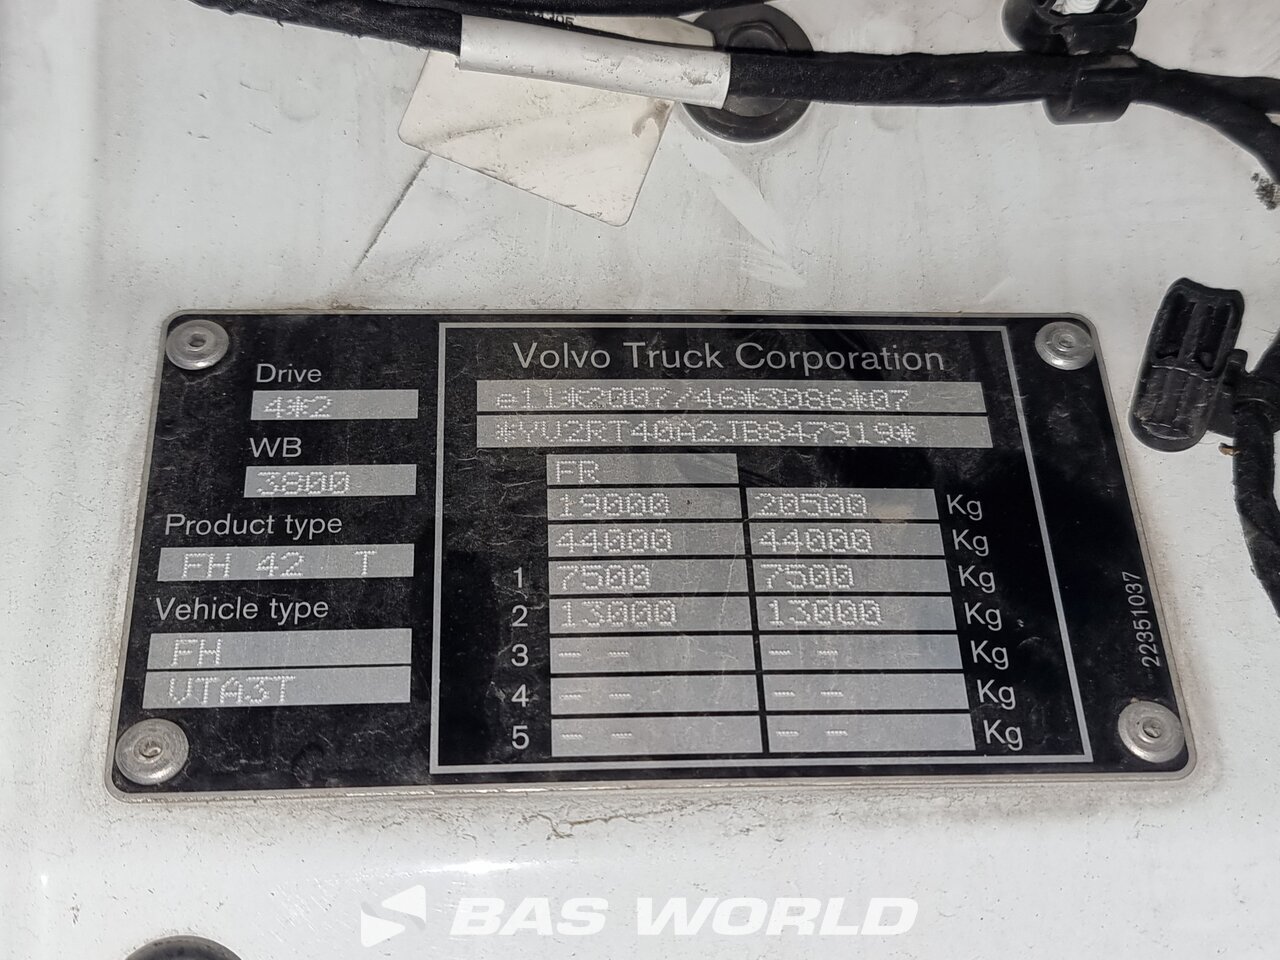 Volvo Truck Corporation
Drive
4*2
e11*2007/46*3086*07
*YV2RT40A2JB847919*
WB
3800
FR
19000 20500 Kg
44000 44000 Kg
Product type
FH 42 T
1 7500 7500 Kg
2 13000 13000 Kg
Vehicle type
FH
VTA3T
3 -- -- Kg
4 -- -- Kg
5 -- -- Kg
22351037
BAS WORLD